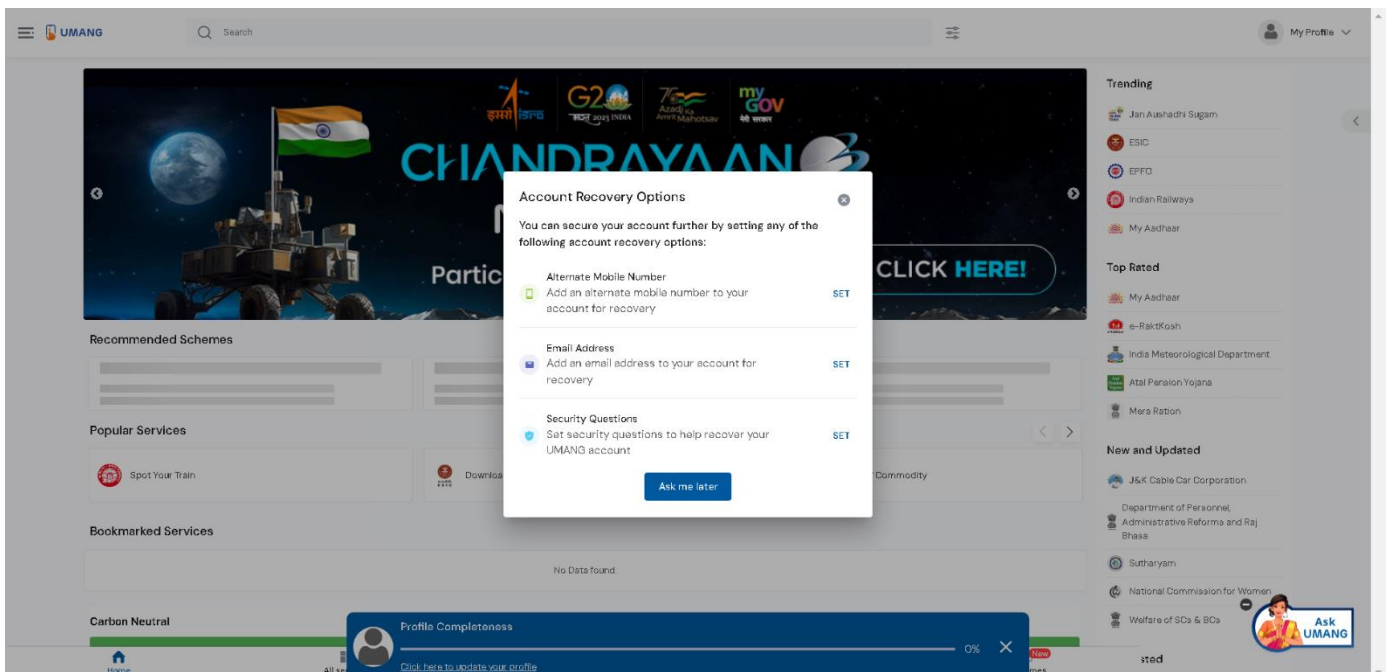 UMANG
Search
My Profile
इसरो isro
G20
भारत 2023 INDIA
75
Azadi Ka
Amrit Mahotsav
my
GOV
मेरी सरकार
CHANDRAYAAN 3
Partic
CLICK HERE!
Account Recovery Options
You can secure your account further by setting any of the
following account recovery options:
Alternate Mobile Number
Add an alternate mobile number to your
account for recovery
SET
Email Address
Add an email address to your account for
recovery
SET
Security Questions
Set security questions to help recover your
UMANG account
SET
Ask me later
Recommended Schemes
Popular Services
Spot Your Train
Downloa
Commodity
Bookmarked Services
No Data found.
Carbon Neutral
Profile Completeness
0%
Click here to update your profile
Home
All se
New
mes
Trending
Jan Aushadhi Sugam
ESIC
EPFO
Indian Railways
My Aadhaar
Top Rated
My Aadhaar
e-RaktKosh
India Meteorological Department
Atal Pension Yojana
Mera Ration
New and Updated
J&K Cable Car Corporation
Department of Personnel,
Administrative Reforms and Raj
Bhasa
Sutharyam
National Commission for Women
Welfare of SCs & BCs
Ask
UMANG
sted